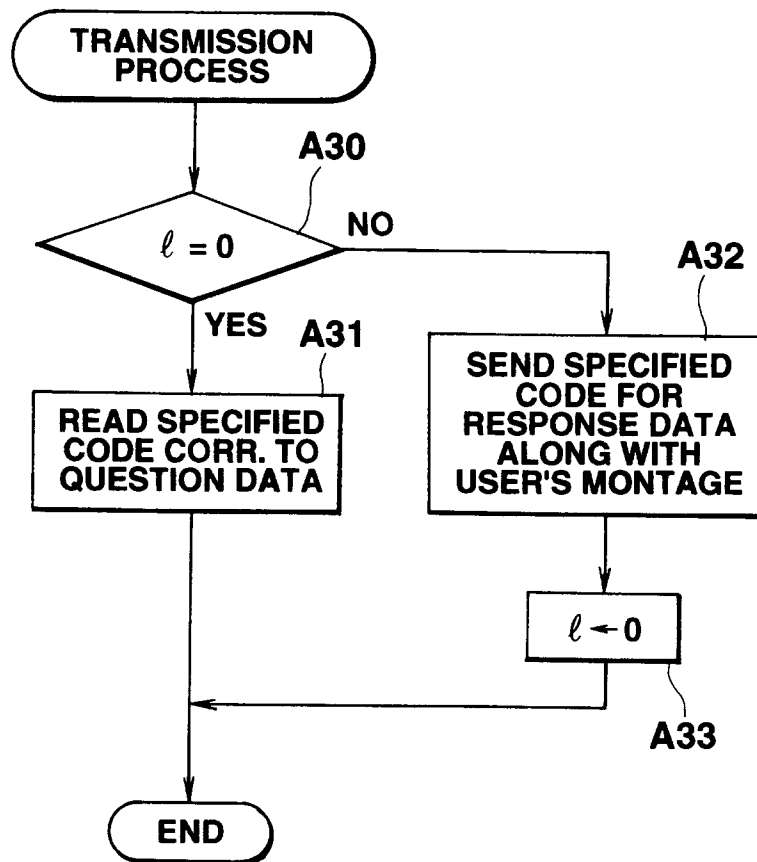 TRANSMISSION
PROCESS
A30
ℓ = 0
NO
YES
A31
READ SPECIFIED
CODE CORR. TO
QUESTION DATA
A32
SEND SPECIFIED
CODE FOR
RESPONSE DATA
ALONG WITH
USER'S MONTAGE
ℓ ← 0
A33
END